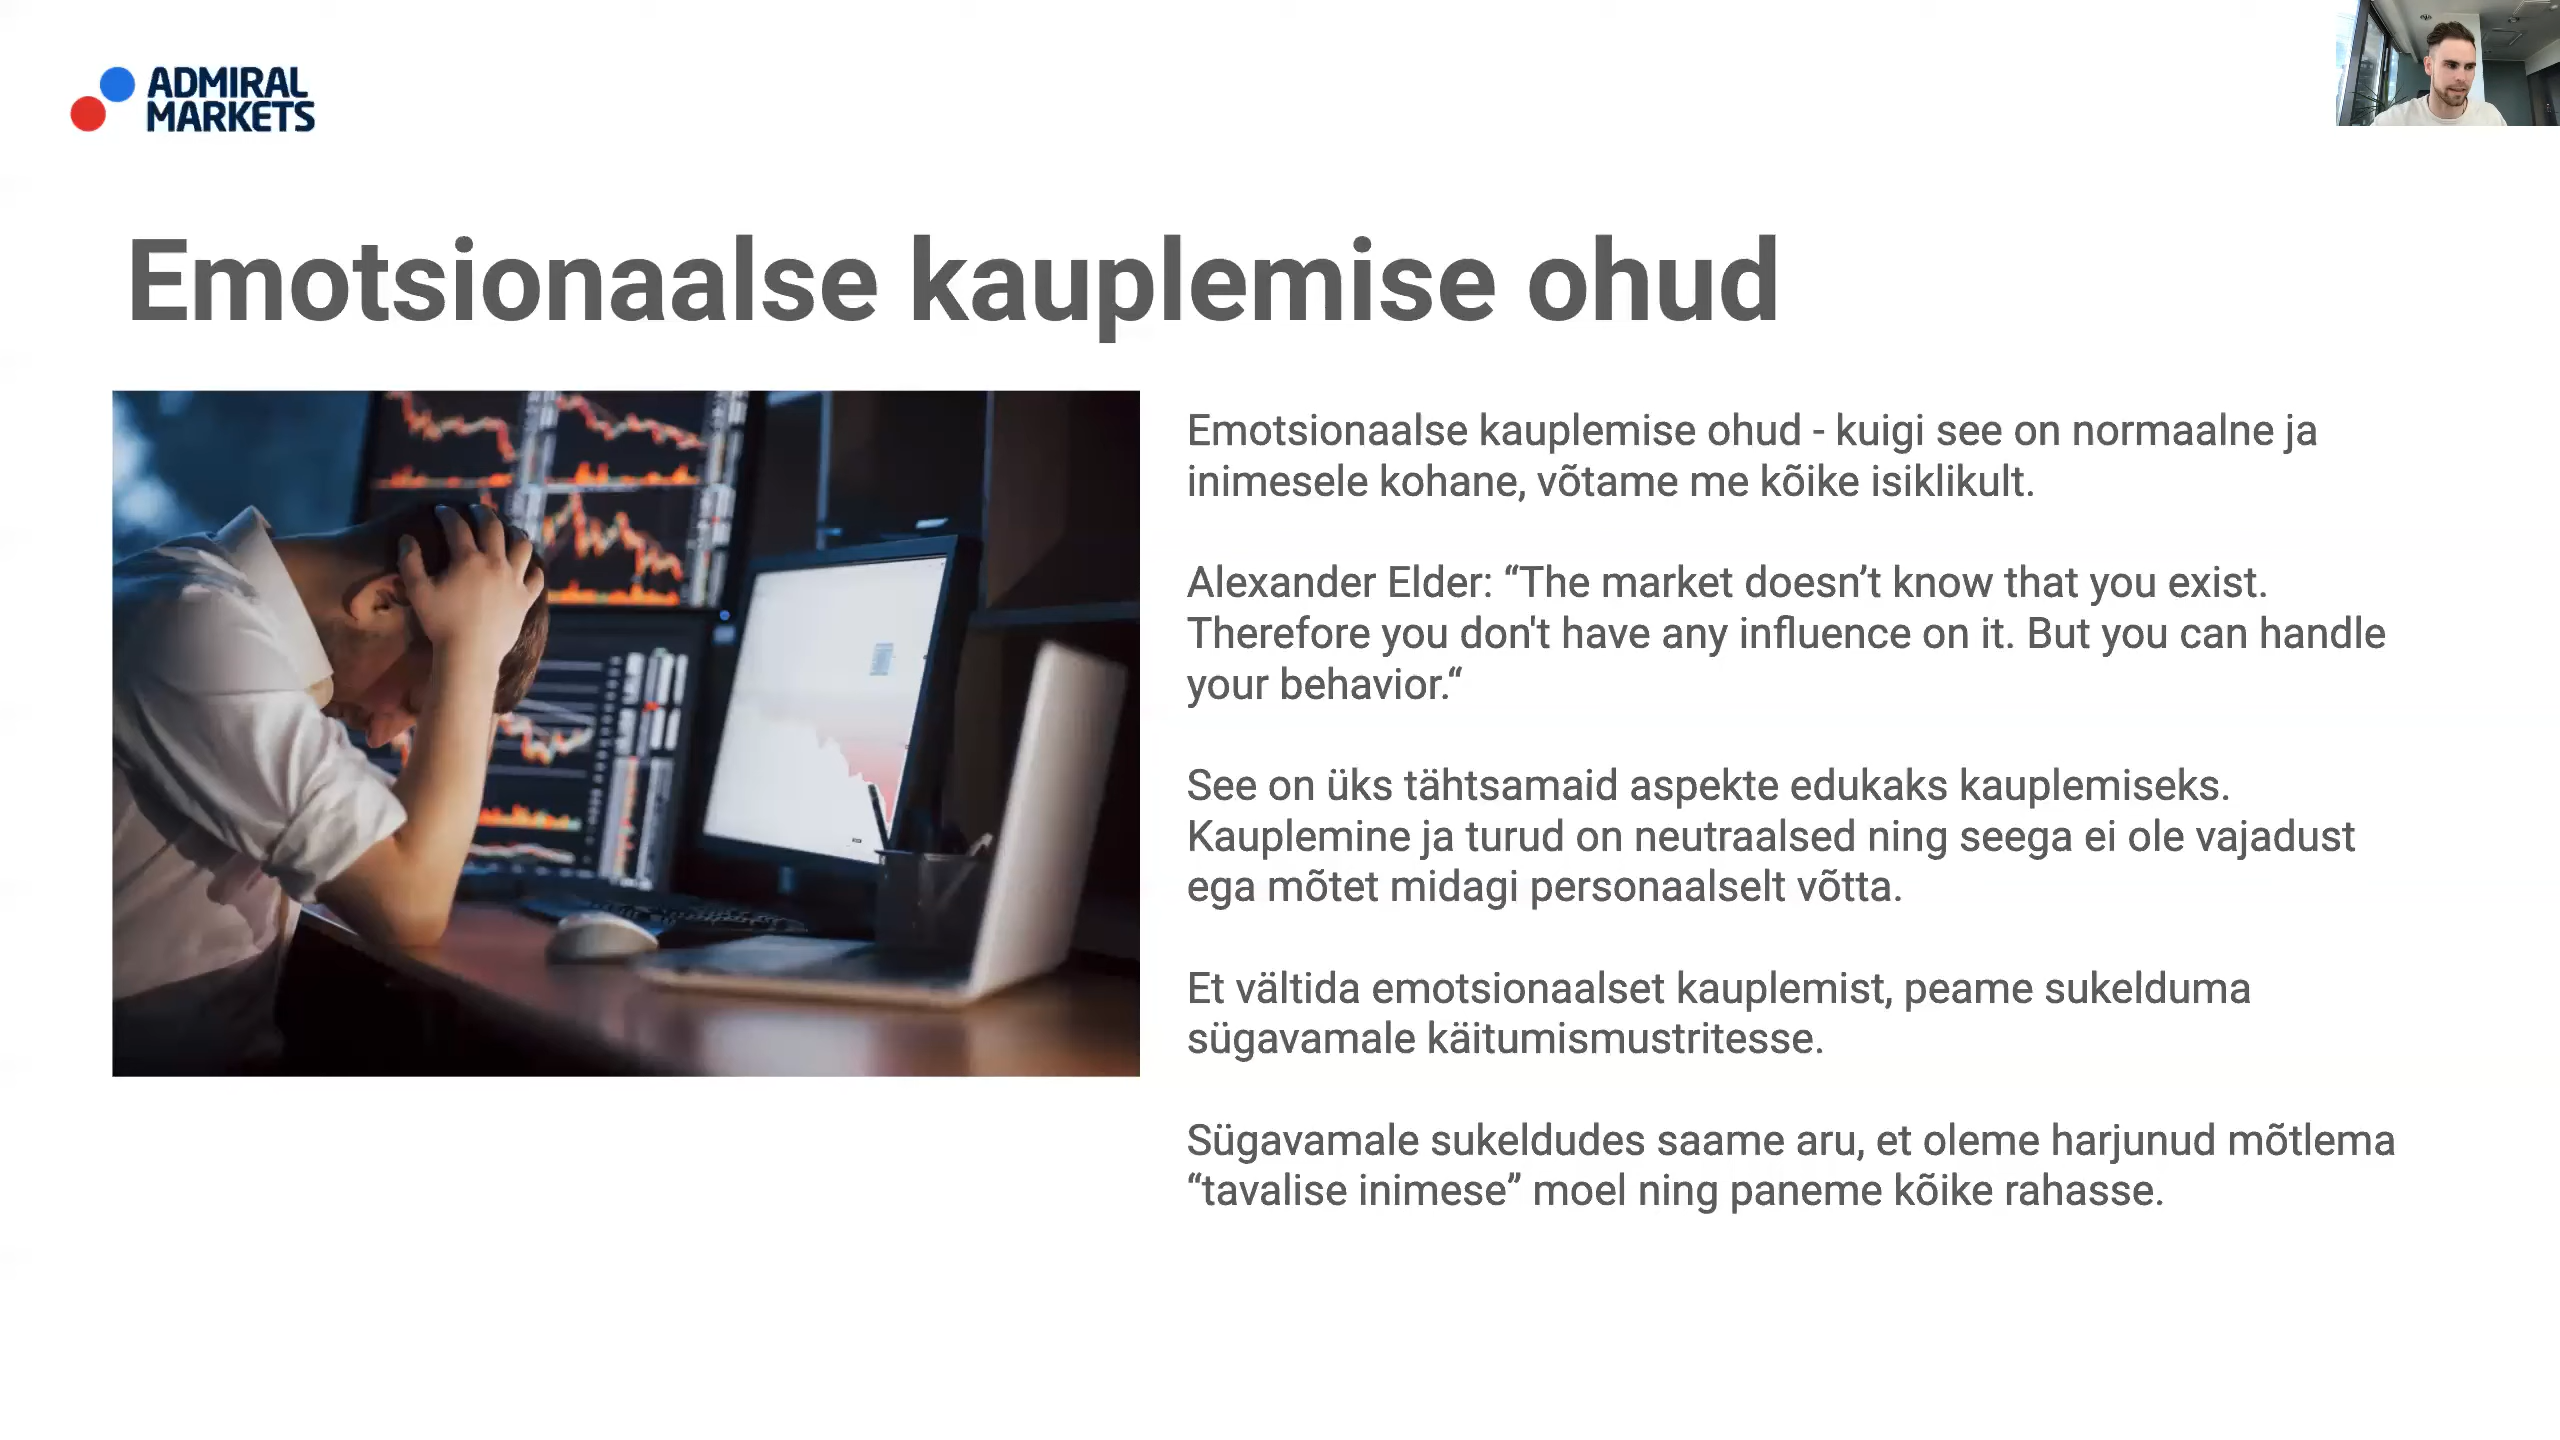 ADMIRAL
MARKETS
Emotsionaalse kauplemise ohud
Emotsionaalse kauplemise ohud - kuigi see on normaalne ja
inimesele kohane, võtame me kõike isiklikult.
Alexander Elder: “The market doesn’t know that you exist.
Therefore you don't have any influence on it. But you can handle
your behavior.“
See on üks tähtsamaid aspekte edukaks kauplemiseks.
Kauplemine ja turud on neutraalsed ning seega ei ole vajadust
ega mõtet midagi personaalselt võtta.
Et vältida emotsionaalset kauplemist, peame sukelduma
sügavamale käitumismustritesse.
Sügavamale sukeldudes saame aru, et oleme harjunud mõtlema
“tavalise inimese” moel ning paneme kõike rahasse.